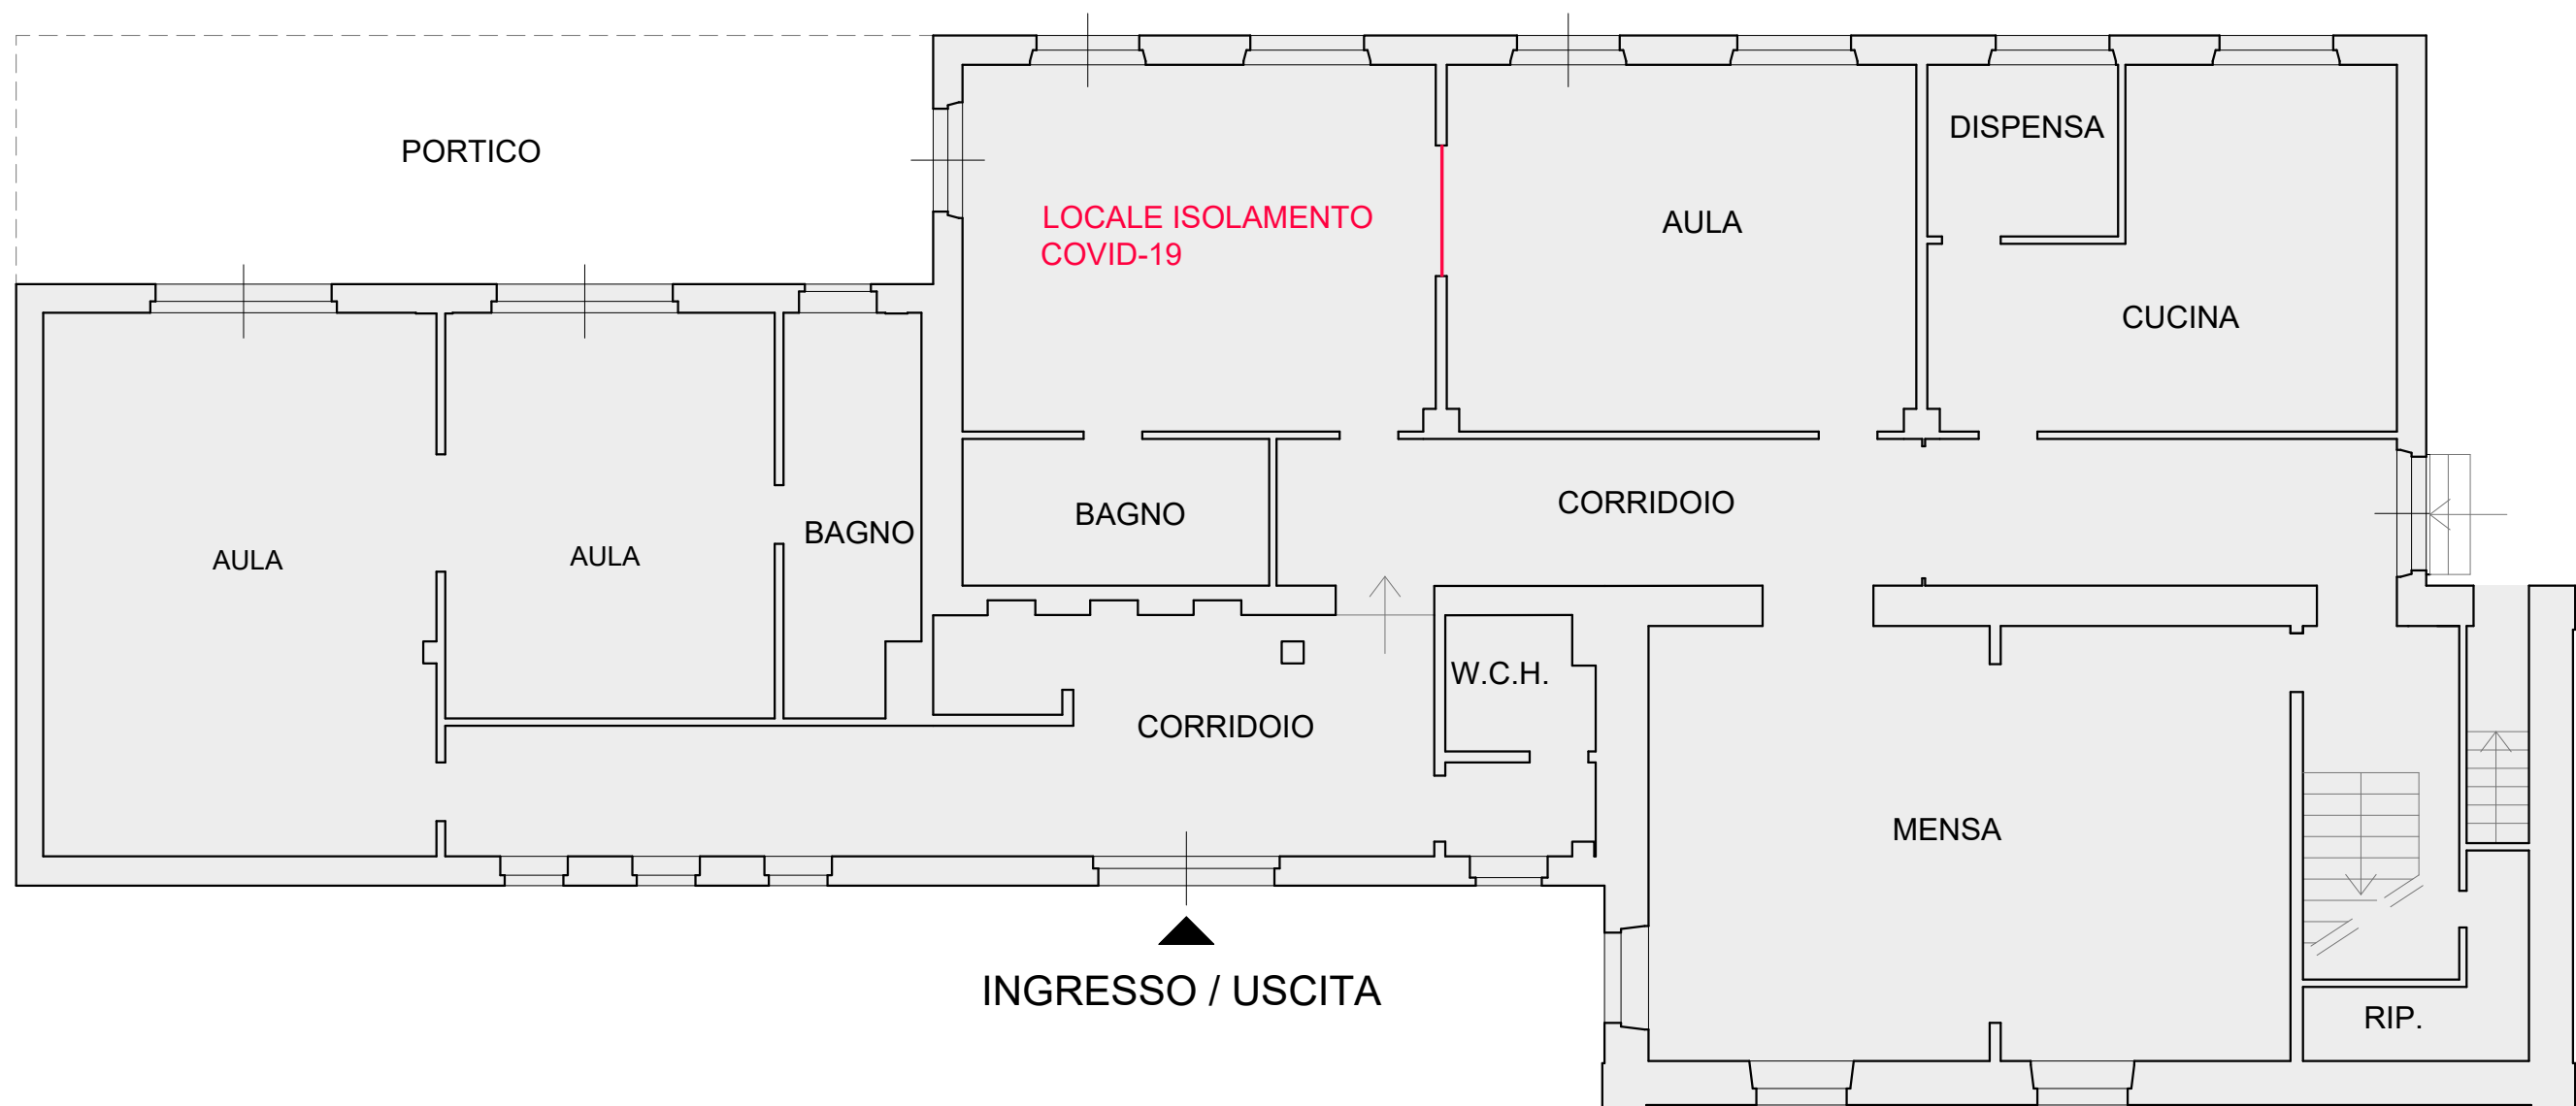 PORTICO
DISPENSA
LOCALE ISOLAMENTO
COVID-19
AULA
CUCINA
CORRIDOIO
BAGNO
BAGNO
AULA
AULA
W.C.H.
CORRIDOIO
MENSA
INGRESSO / USCITA
RIP.